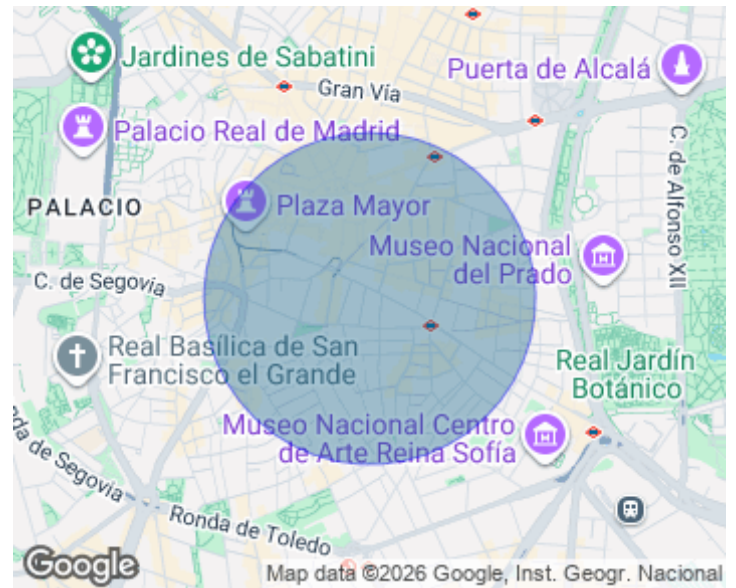 Jardines de Sabatini
Puerta de Alcalá
Gran Vía
Palacio Real de Madrid
C. de Alfonso XII
PALACIO
Plaza Mayor
Museo Nacional
del Prado
C. de Segovia
Real Basílica de San
Francisco el Grande
Real Jardín
Botánico
Museo Nacional Centro
de Arte Reina Sofía
nda de Segovia
Ronda de Toledo
Google
Map data ©2026 Google, Inst. Geogr. Nacional